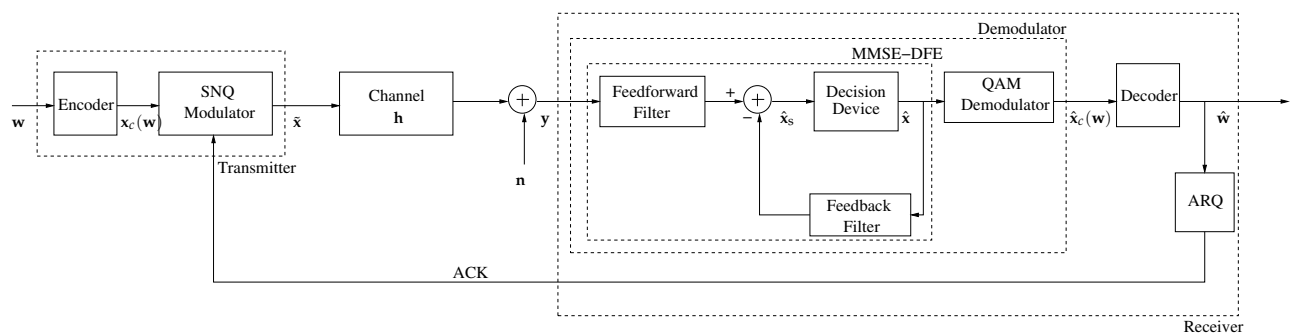 Demodulator
MMSE−DFE
Encoder
SNQ
Modulator
Channel
h
Feedforward
Filter
+
−
Decision
Device
QAM
Demodulator
Decoder
w
x_c(w)
x̃
y
x̂_s
x̂
x̂_c(w)
ŵ
Transmitter
n
Feedback
Filter
ARQ
ACK
Receiver